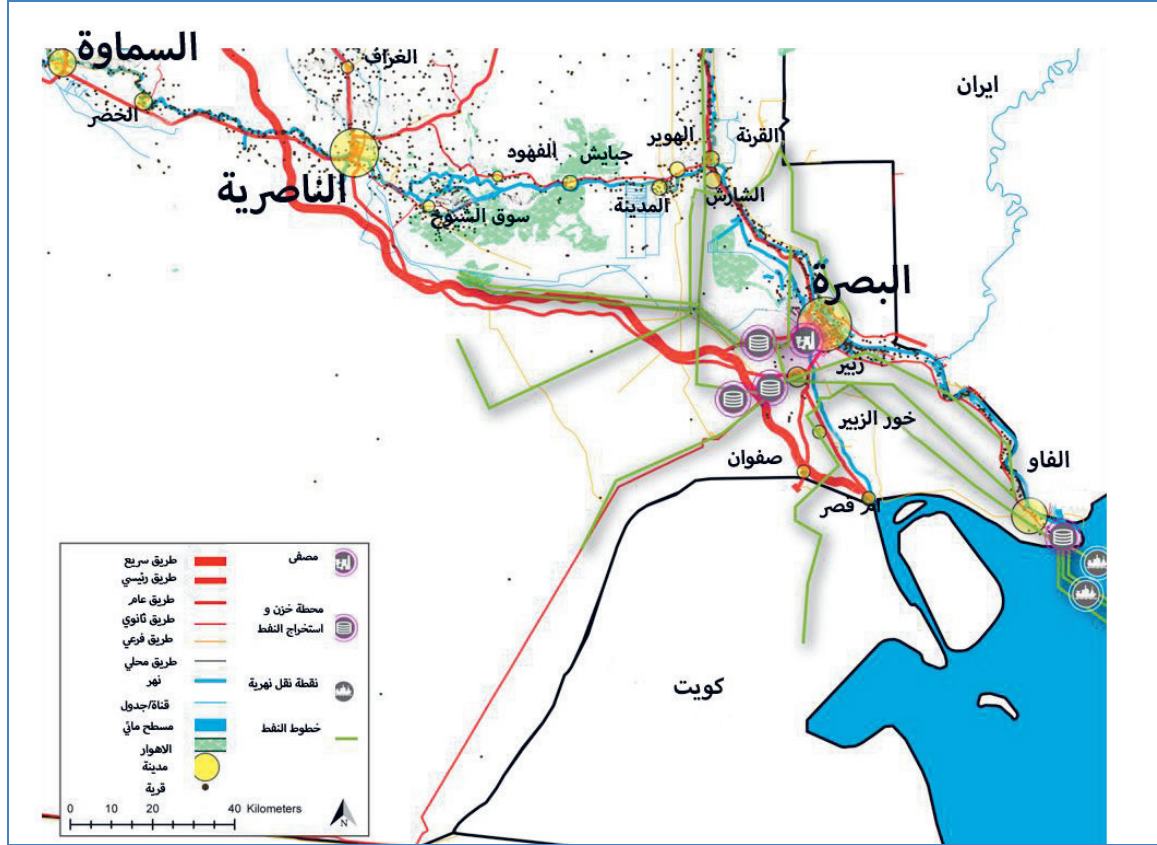 السماوة
الغراف
ايران
الخضر
القرنة
الهوير
جبايش
الفهود
الناصرية
الشارش
المدينة
سوق الشيوخ
البصرة
زبير
خور الزبير
صفوان
الفاو
ام قصر
كويت
مصفى
محطة خزن و
استخراج النفط
نقطة نقل نهرية
خطوط النفط
طريق سريع
طريق رئيسي
طريق عام
طريق ثانوي
طريق فرعي
طريق محلي
نهر
قناة/جدول
مسطح مائي
الاهوار
مدينة
قرية
0 10 20 40 Kilometers
N